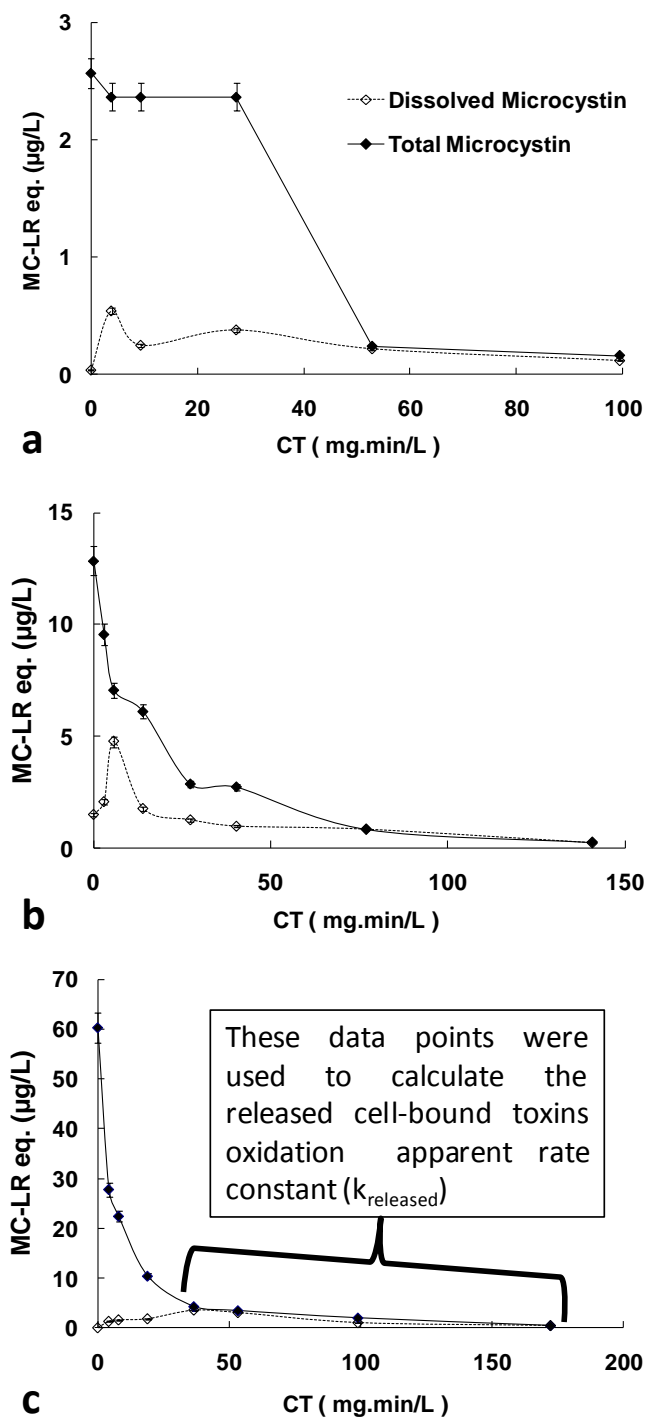 3
2
1
0
MC-LR eq. (µg/L)
Dissolved Microcystin
Total Microcystin
0 20 40 60 80 100
CT ( mg.min/L )
a
15
10
5
0
MC-LR eq. (µg/L)
0 50 100 150
CT ( mg.min/L )
b
70
60
50
40
30
20
10
0
MC-LR eq. (µg/L)
These data points were
used to calculate the
released cell-bound toxins
oxidation apparent rate
constant (kreleased)
0 50 100 150 200
CT ( mg.min/L )
c